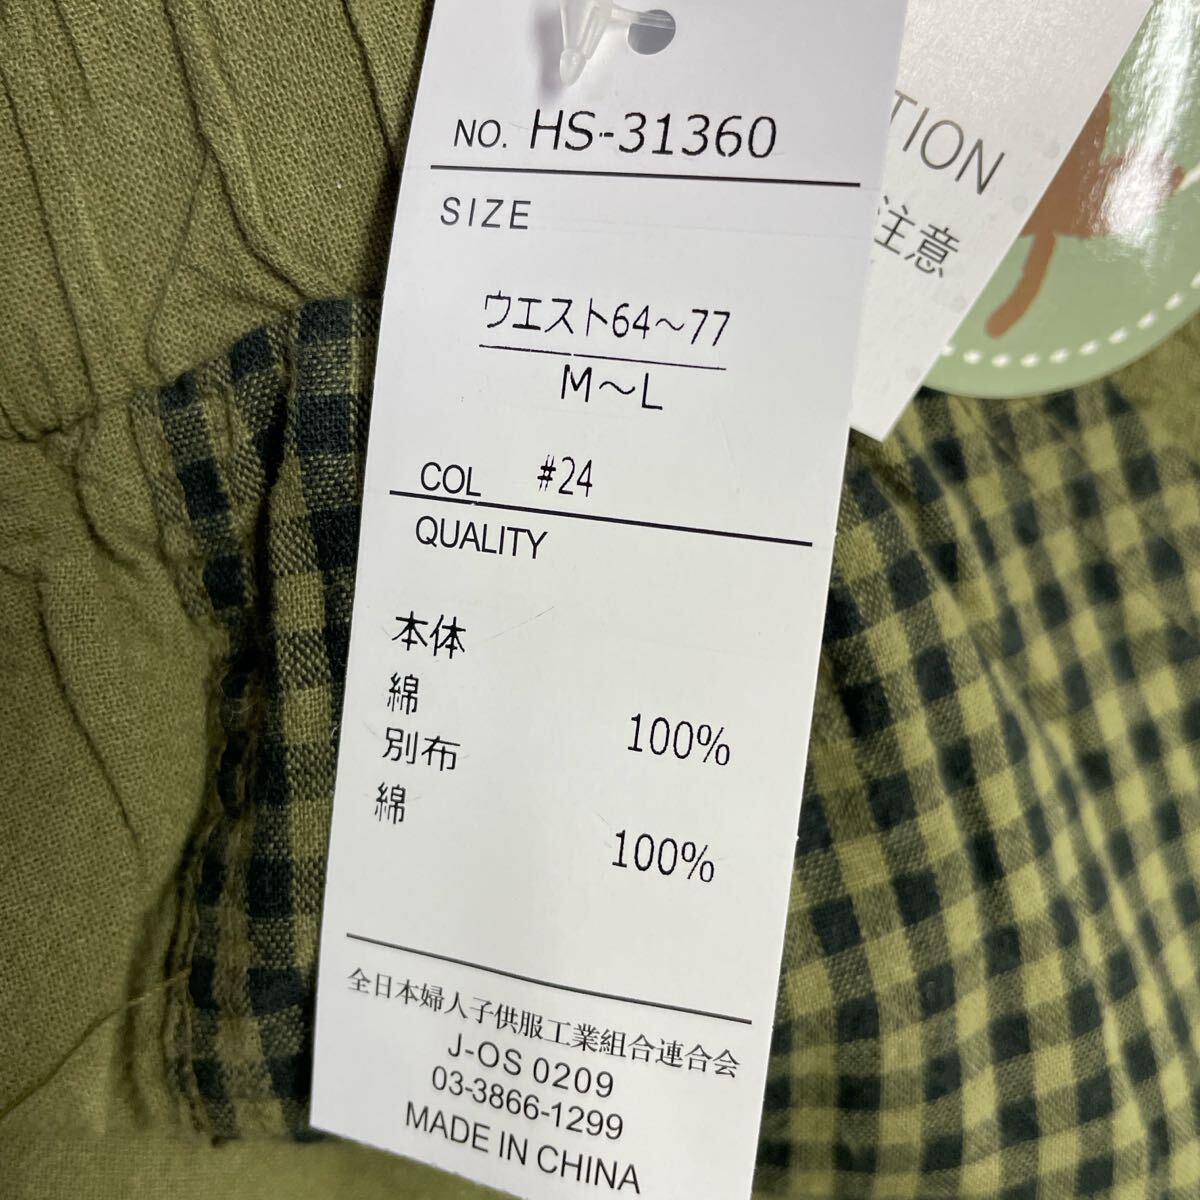 NO. HS-31360
SIZE
ウエスト64～77
M～L
COL #24
QUALITY
本体
綿 100%
別布
綿 100%
全日本婦人子供服工業組合連合会
J-OS 0209
03-3866-1299
MADE IN CHINA
TION
注意